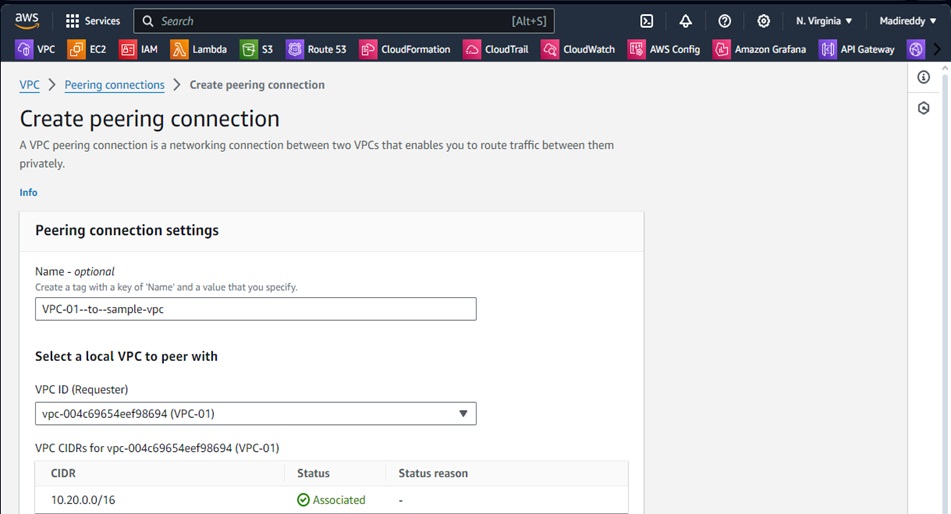 aws Services Search [Alt+S] N. Virginia Madireddy
VPC EC2 IAM Lambda S3 Route 53 CloudFormation CloudTrail CloudWatch AWS Config Amazon Grafana API Gateway
VPC > Peering connections > Create peering connection
Create peering connection
A VPC peering connection is a networking connection between two VPCs that enables you to route traffic between them
privately.
Info
Peering connection settings
Name - optional
Create a tag with a key of 'Name' and a value that you specify.
VPC-01--to--sample-vpc
Select a local VPC to peer with
VPC ID (Requester)
vpc-004c69654eef98694 (VPC-01)
VPC CIDRs for vpc-004c69654eef98694 (VPC-01)
CIDR Status Status reason
10.20.0.0/16 Associated -